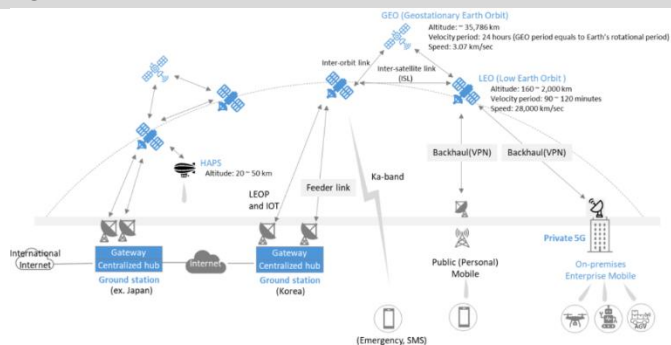 GEO (Geostationary Earth Orbit)
Altitude: ~ 35,786 km
Velocity period: 24 hours (GEO period equals to Earth's rotational period)
Speed: 3.07 km/sec
Inter-orbit link
Inter-satellite link
(ISL)
LEO (Low Earth Orbit )
Altitude: 160 ~ 2,000 km
Velocity period: 90 ~ 120 minutes
Speed: 28,000 km/sec
HAPS
Altitude: 20 ~ 50 km
LEOP
and IOT
Feeder link
Ka-band
Backhaul(VPN)
Backhaul(VPN)
International
Internet
Gateway
Centralized hub
Ground station
(ex. Japan)
Internet
Gateway
Centralized hub
Ground station
(Korea)
Public (Personal)
Mobile
Private 5G
On-premises
Enterprise Mobile
AGV
(Emergency, SMS)